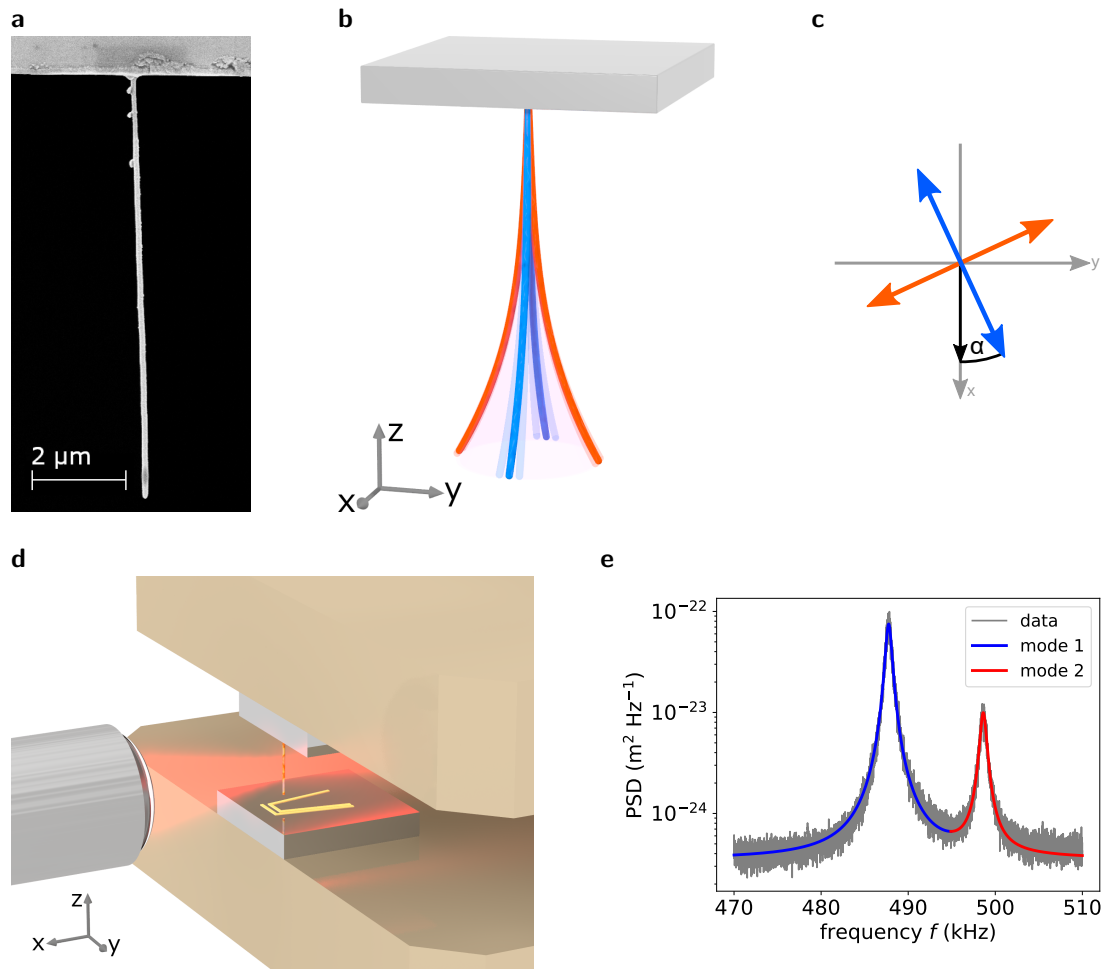 a
2 μm
b
z
x
y
c
y
α
x
d
z
x
y
e
10⁻²²
10⁻²³
10⁻²⁴
PSD (m² Hz⁻¹)
data
mode 1
mode 2
470 480 490 500 510
frequency f (kHz)